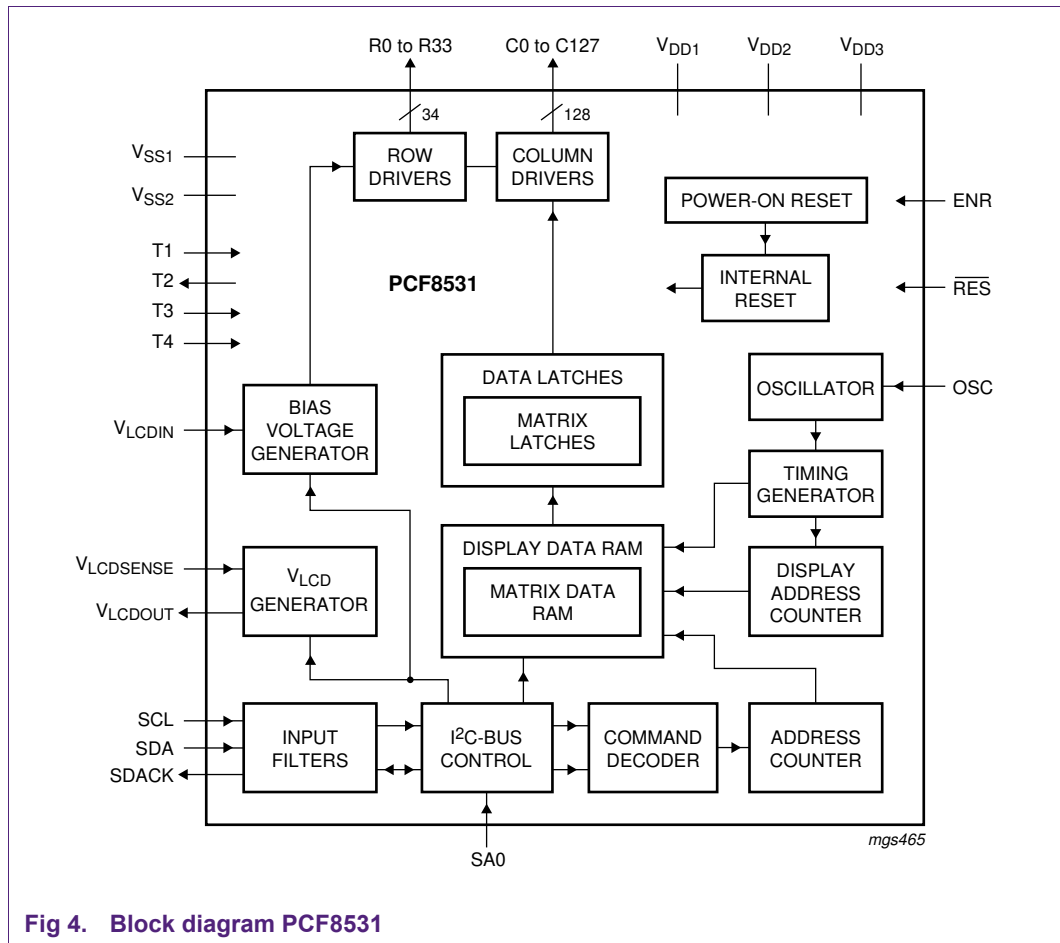 R0 to R33
C0 to C127
VDD1
VDD2
VDD3
34
128
VSS1
VSS2
ROW
DRIVERS
COLUMN
DRIVERS
POWER-ON RESET
ENR
T1
T2
T3
T4
PCF8531
INTERNAL
RESET
RES
DATA LATCHES
MATRIX
LATCHES
OSCILLATOR
OSC
VLCDIN
BIAS
VOLTAGE
GENERATOR
TIMING
GENERATOR
VLCDSENSE
VLCDOUT
VLCD
GENERATOR
DISPLAY DATA RAM
MATRIX DATA
RAM
DISPLAY
ADDRESS
COUNTER
SCL
SDA
SDACK
INPUT
FILTERS
I²C-BUS
CONTROL
COMMAND
DECODER
ADDRESS
COUNTER
SA0
mgs465
Fig 4. Block diagram PCF8531